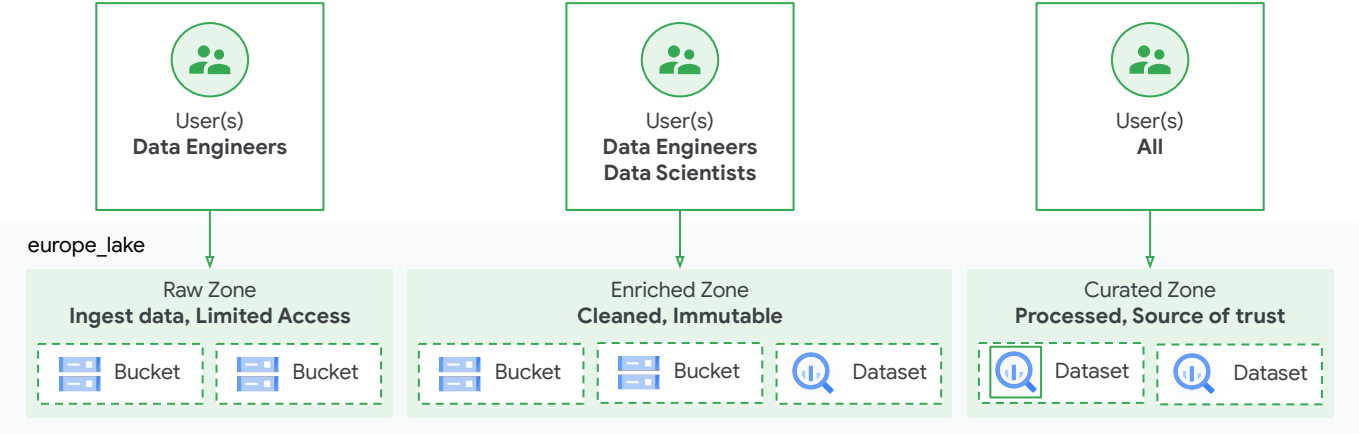 User(s)
Data Engineers
User(s)
Data Engineers
Data Scientists
User(s)
All
europe_lake
Raw Zone
Ingest data, Limited Access
Bucket
Bucket
Enriched Zone
Cleaned, Immutable
Bucket
Bucket
Dataset
Curated Zone
Processed, Source of trust
Dataset
Dataset